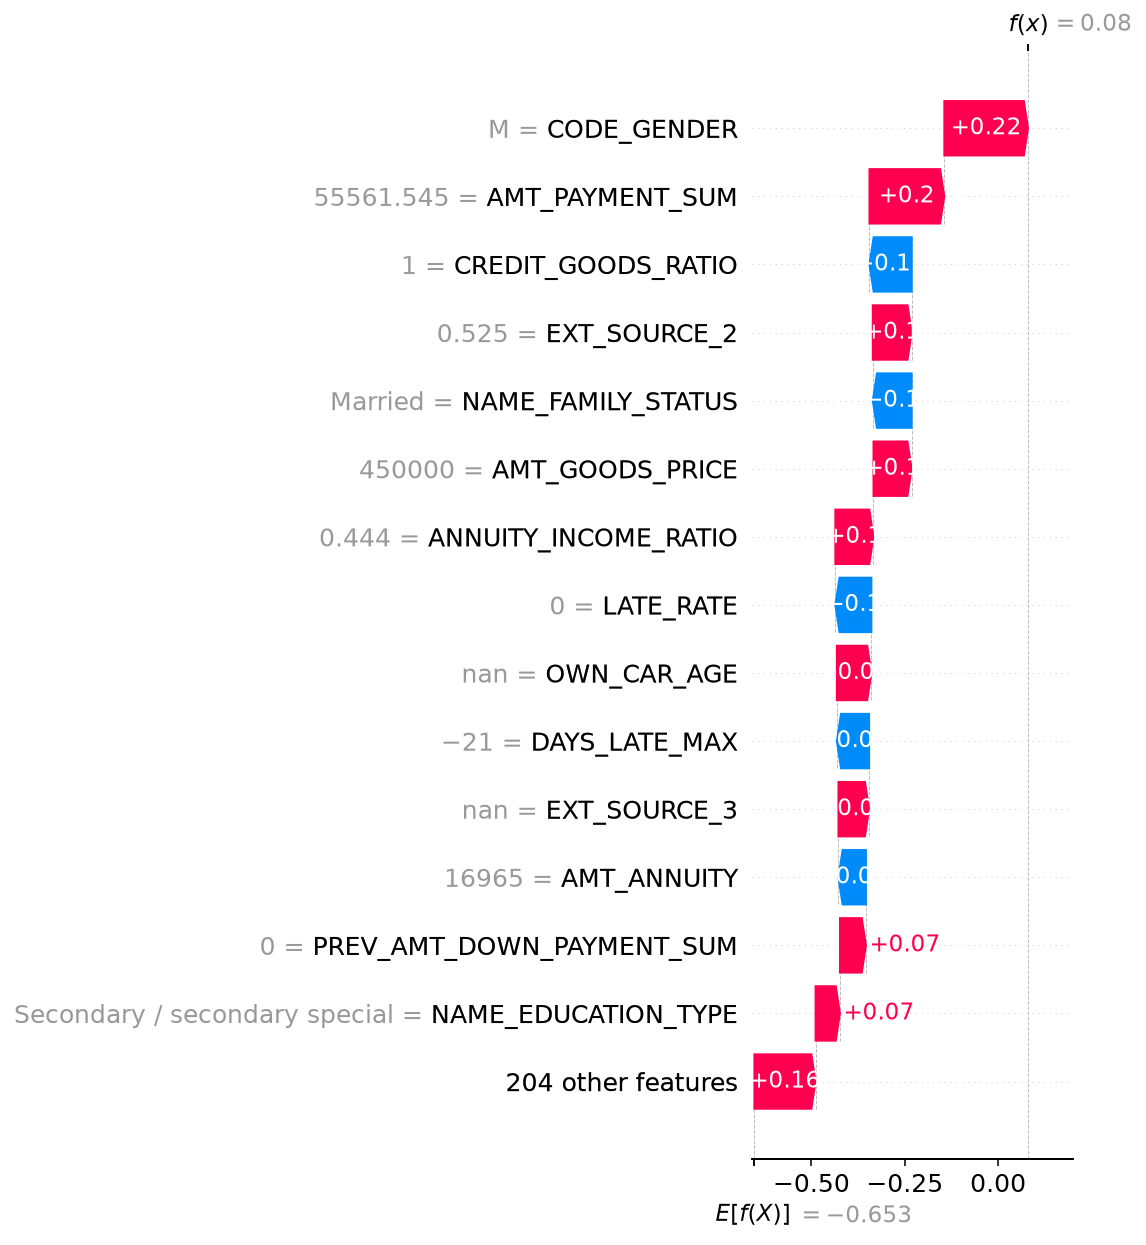 f(x) = 0.08
M = CODE_GENDER +0.22
55561.545 = AMT_PAYMENT_SUM +0.2
1 = CREDIT_GOODS_RATIO
0.525 = EXT_SOURCE_2
Married = NAME_FAMILY_STATUS
450000 = AMT_GOODS_PRICE
0.444 = ANNUITY_INCOME_RATIO
0 = LATE_RATE
nan = OWN_CAR_AGE
−21 = DAYS_LATE_MAX
nan = EXT_SOURCE_3
16965 = AMT_ANNUITY
0 = PREV_AMT_DOWN_PAYMENT_SUM +0.07
Secondary / secondary special = NAME_EDUCATION_TYPE +0.07
204 other features +0.16
−0.50 −0.25 0.00
E[f(X)] = −0.653